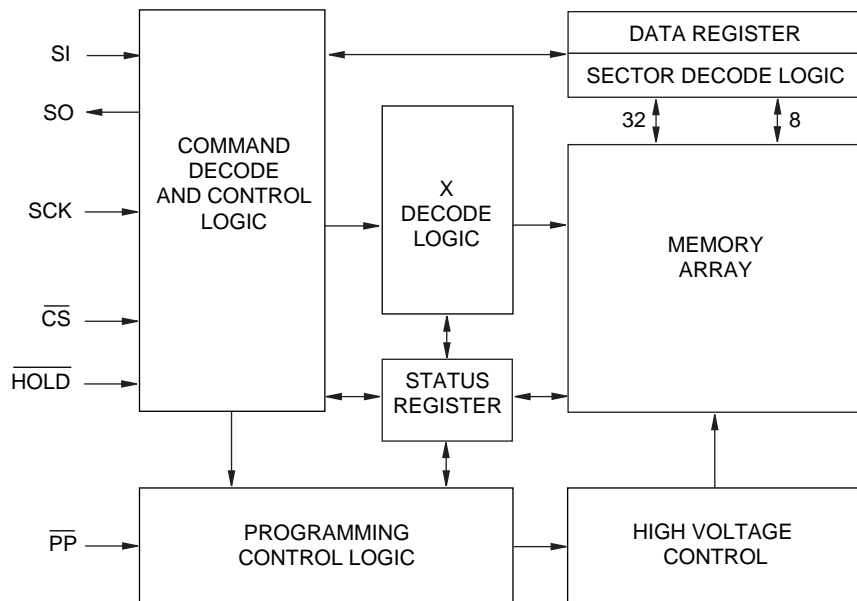 SI
SO
SCK
CS
HOLD
PP
COMMAND
DECODE
AND CONTROL
LOGIC
X
DECODE
LOGIC
STATUS
REGISTER
DATA REGISTER
SECTOR DECODE LOGIC
32
8
MEMORY
ARRAY
PROGRAMMING
CONTROL LOGIC
HIGH VOLTAGE
CONTROL